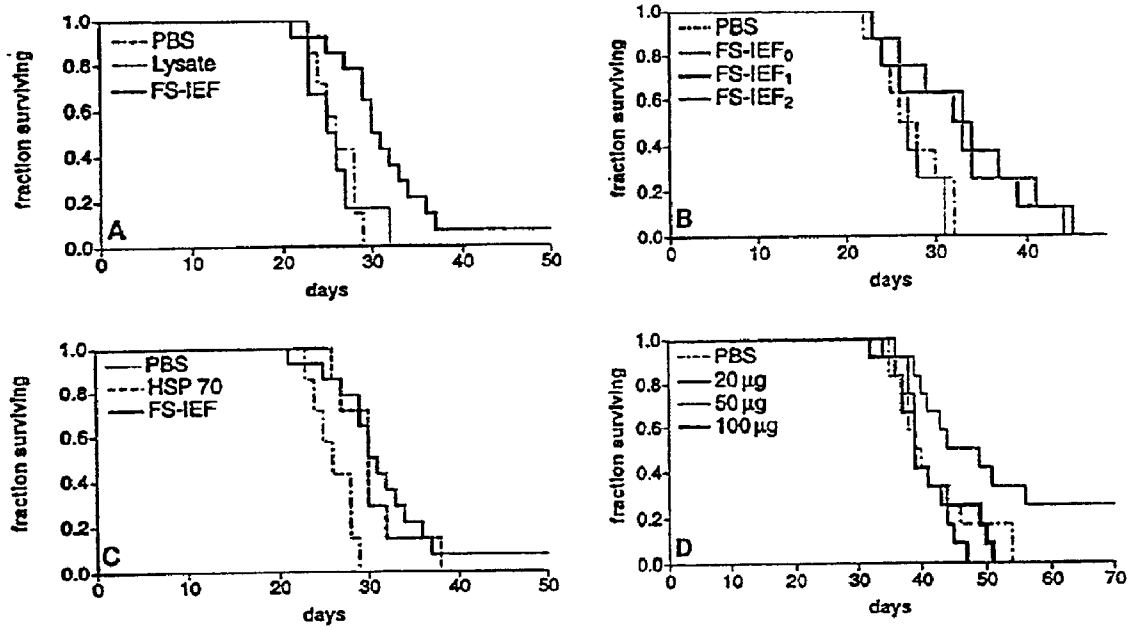 fraction surviving
1.0
0.8
0.6
0.4
0.2
0.0
PBS
Lysate
FS-IEF
A
0 10 20 30 40 50
days
fraction surviving
1.0
0.8
0.6
0.4
0.2
0.0
PBS
FS-IEF₀
FS-IEF₁
FS-IEF₂
B
0 10 20 30 40
days
fraction surviving
1.0
0.8
0.6
0.4
0.2
0.0
PBS
HSP 70
FS-IEF
C
0 10 20 30 40 50
days
fraction surviving
1.0
0.8
0.6
0.4
0.2
0.0
PBS
20 μg
50 μg
100 μg
D
0 10 20 30 40 50 60 70
days